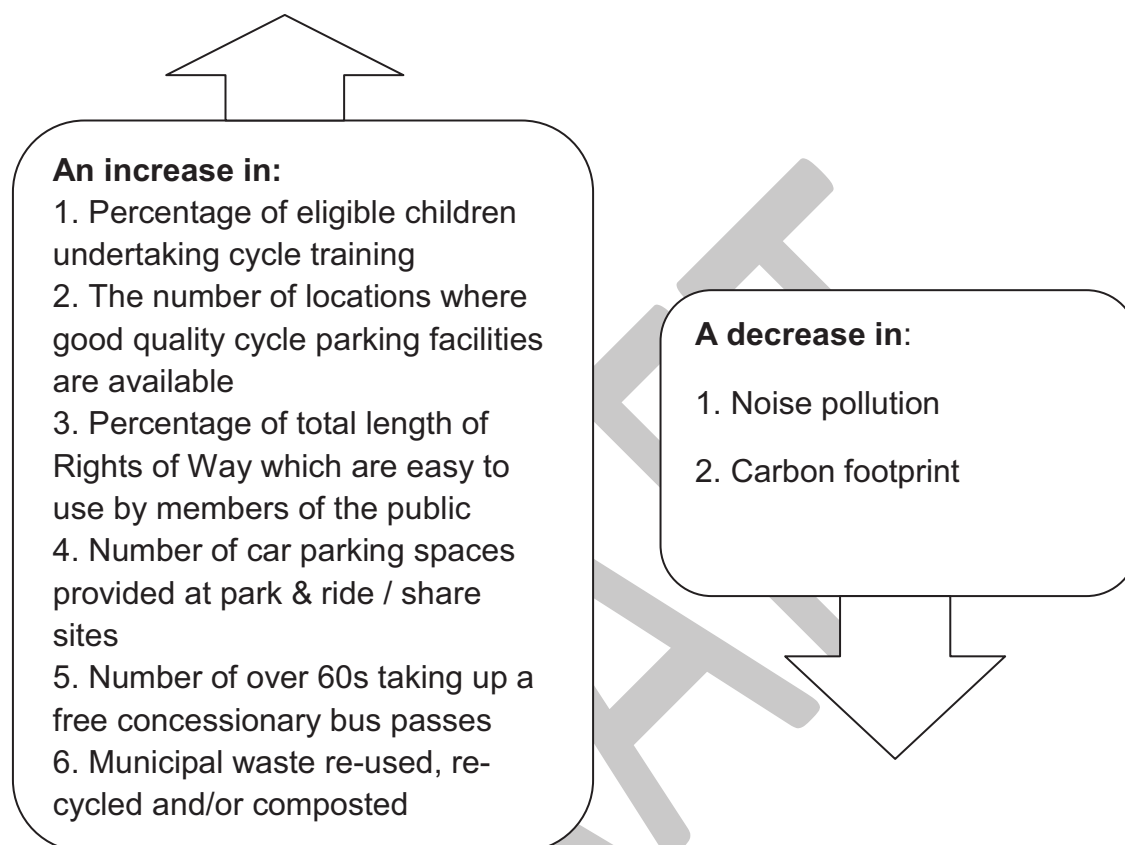 An increase in:
1. Percentage of eligible children
undertaking cycle training
2. The number of locations where
good quality cycle parking facilities
are available
3. Percentage of total length of
Rights of Way which are easy to
use by members of the public
4. Number of car parking spaces
provided at park & ride / share
sites
5. Number of over 60s taking up a
free concessionary bus passes
6. Municipal waste re-used, re-
cycled and/or composted
A decrease in:
1. Noise pollution
2. Carbon footprint